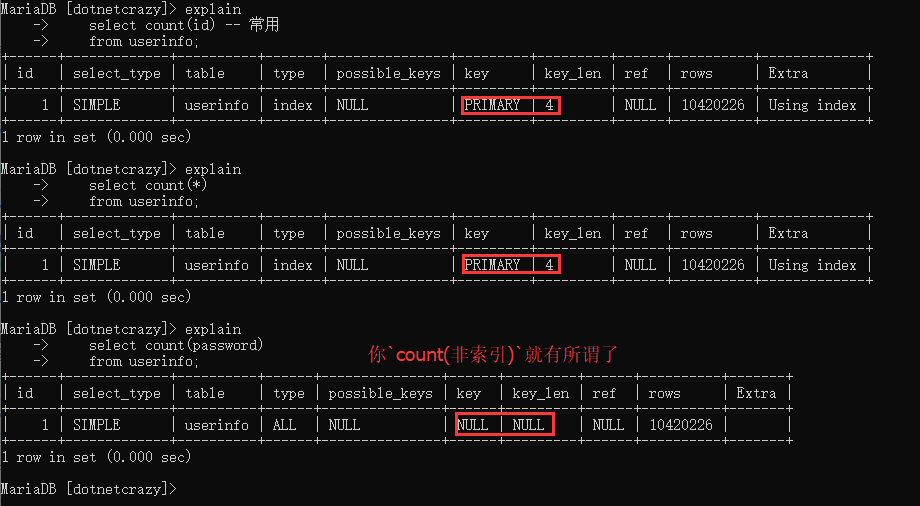 MariaDB [dotnetcrazy]> explain
    ->     select count(id) -- 常用
    ->     from userinfo;
+------+-------------+----------+-------+---------------+---------+---------+------+----------+-------------+
| id   | select_type | table    | type  | possible_keys | key     | key_len | ref  | rows     | Extra       |
+------+-------------+----------+-------+---------------+---------+---------+------+----------+-------------+
|    1 | SIMPLE      | userinfo | index | NULL          | PRIMARY | 4       | NULL | 10420226 | Using index |
+------+-------------+----------+-------+---------------+---------+---------+------+----------+-------------+
1 row in set (0.000 sec)
MariaDB [dotnetcrazy]> explain
    ->     select count(*)
    ->     from userinfo;
+------+-------------+----------+-------+---------------+---------+---------+------+----------+-------------+
| id   | select_type | table    | type  | possible_keys | key     | key_len | ref  | rows     | Extra       |
+------+-------------+----------+-------+---------------+---------+---------+------+----------+-------------+
|    1 | SIMPLE      | userinfo | index | NULL          | PRIMARY | 4       | NULL | 10420226 | Using index |
+------+-------------+----------+-------+---------------+---------+---------+------+----------+-------------+
1 row in set (0.000 sec)
MariaDB [dotnetcrazy]> explain
    ->     select count(password)
你`count(非索引)`就有所谓了
    ->     from userinfo;
+------+-------------+----------+------+---------------+------+---------+------+----------+-------+
| id   | select_type | table    | type | possible_keys | key  | key_len | ref  | rows     | Extra |
+------+-------------+----------+------+---------------+------+---------+------+----------+-------+
|    1 | SIMPLE      | userinfo | ALL  | NULL          | NULL | NULL    | NULL | 10420226 |       |
+------+-------------+----------+------+---------------+------+---------+------+----------+-------+
1 row in set (0.000 sec)
MariaDB [dotnetcrazy]>